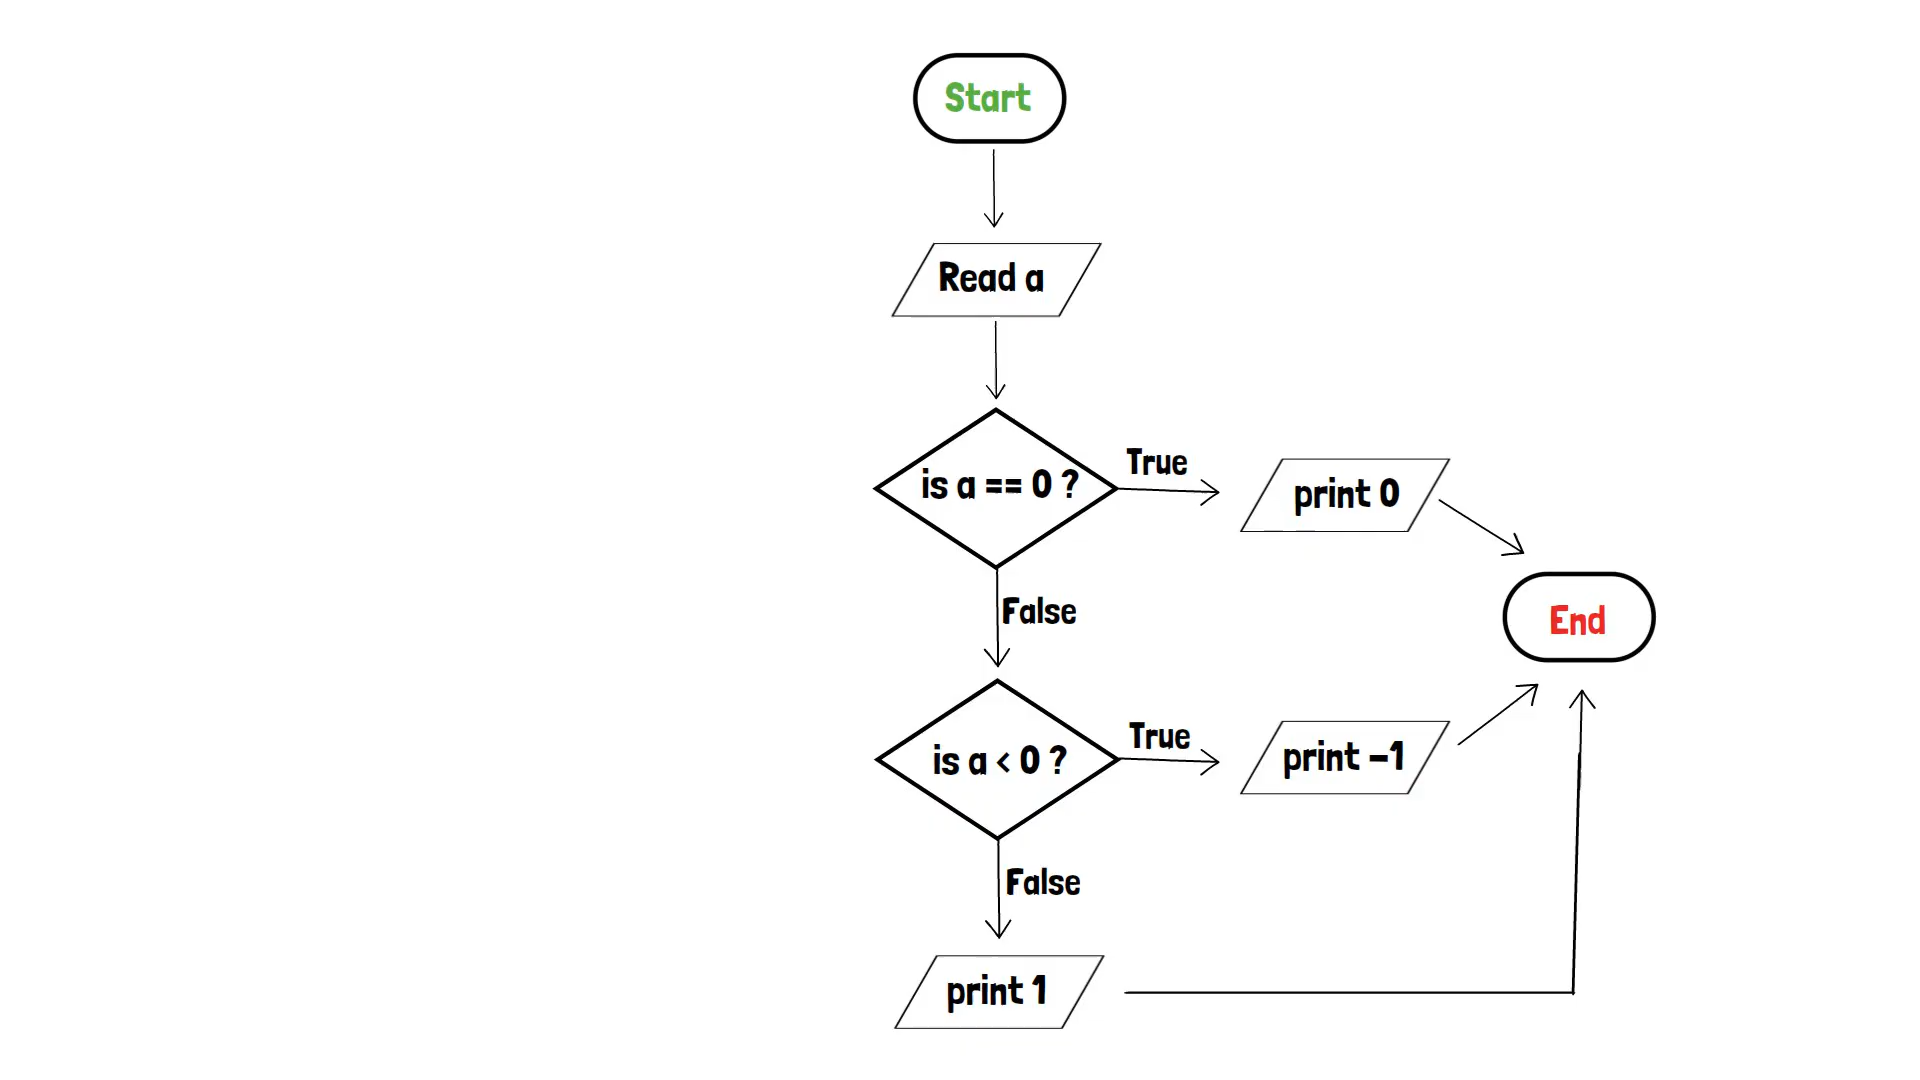 Start
Read a
is a == 0 ?
True
print 0
False
End
is a < 0 ?
True
print -1
False
print 1